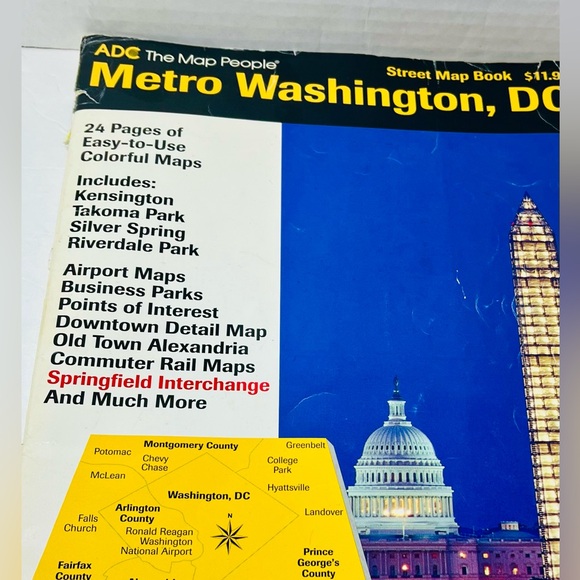 ADC The Map People®
Street Map Book $11.9
Metro Washington, DC
24 Pages of
Easy-to-Use
Colorful Maps
Includes:
Kensington
Takoma Park
Silver Spring
Riverdale Park
Airport Maps
Business Parks
Points of Interest
Downtown Detail Map
Old Town Alexandria
Commuter Rail Maps
Springfield Interchange
And Much More
Montgomery County
Greenbelt
Potomac
Chevy
Chase
College
Park
McLean
Hyattsville
Washington, DC
Landover
Arlington
County
Falls
Church
Ronald Reagan
Washington
National Airport
N
Prince
George's
County
Fairfax
County